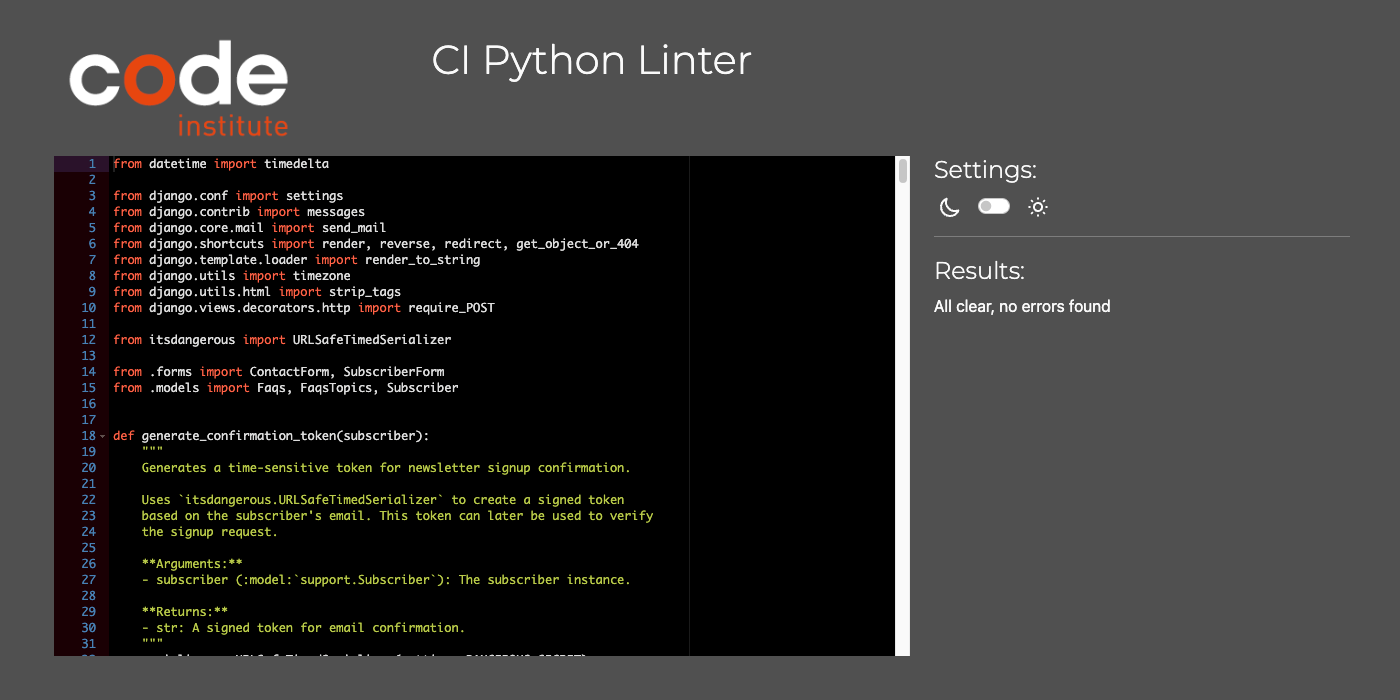 code
institute
CI Python Linter
1 from datetime import timedelta
2
3 from django.conf import settings
4 from django.contrib import messages
5 from django.core.mail import send_mail
6 from django.shortcuts import render, reverse, redirect, get_object_or_404
7 from django.template.loader import render_to_string
8 from django.utils import timezone
9 from django.utils.html import strip_tags
10 from django.views.decorators.http import require_POST
11
12 from itsdangerous import URLSafeTimedSerializer
13
14 from .forms import ContactForm, SubscriberForm
15 from .models import Faqs, FaqsTopics, Subscriber
16
17
18 def generate_confirmation_token(subscriber):
19 """
20 Generates a time-sensitive token for newsletter signup confirmation.
21
22 Uses `itsdangerous.URLSafeTimedSerializer` to create a signed token
23 based on the subscriber's email. This token can later be used to verify
24 the signup request.
25
26 **Arguments:**
27 - subscriber (:model:`support.Subscriber`): The subscriber instance.
28
29 **Returns:**
30 - str: A signed token for email confirmation.
31 """
Settings:
Results:
All clear, no errors found